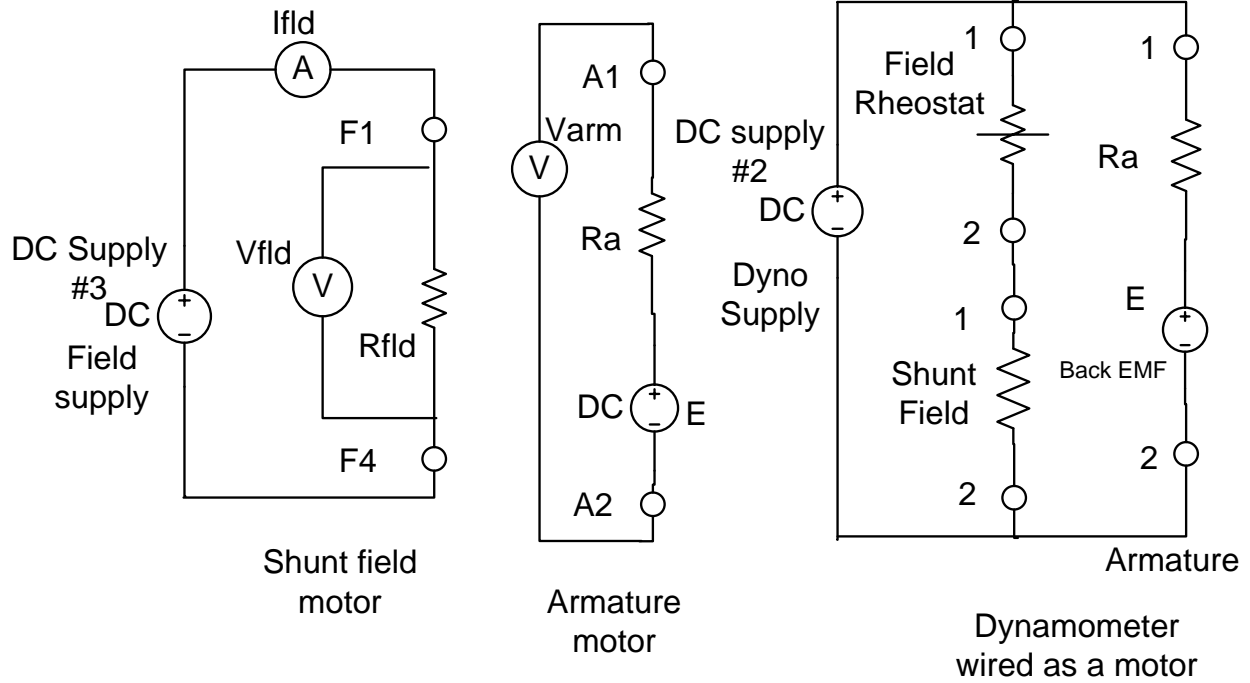 Ifld
A
F1
Vfld
V
DC Supply
#3
DC
+
−
Field
supply
Rfld
F4
Shunt field
motor
A1
Varm
V
Ra
DC
+
−
E
A2
Armature
motor
DC supply
#2
DC
+
−
Dyno
Supply
1
Field
Rheostat
2
1
Shunt
Field
2
1
Ra
E
+
−
Back EMF
2
Armature
Dynamometer
wired as a motor